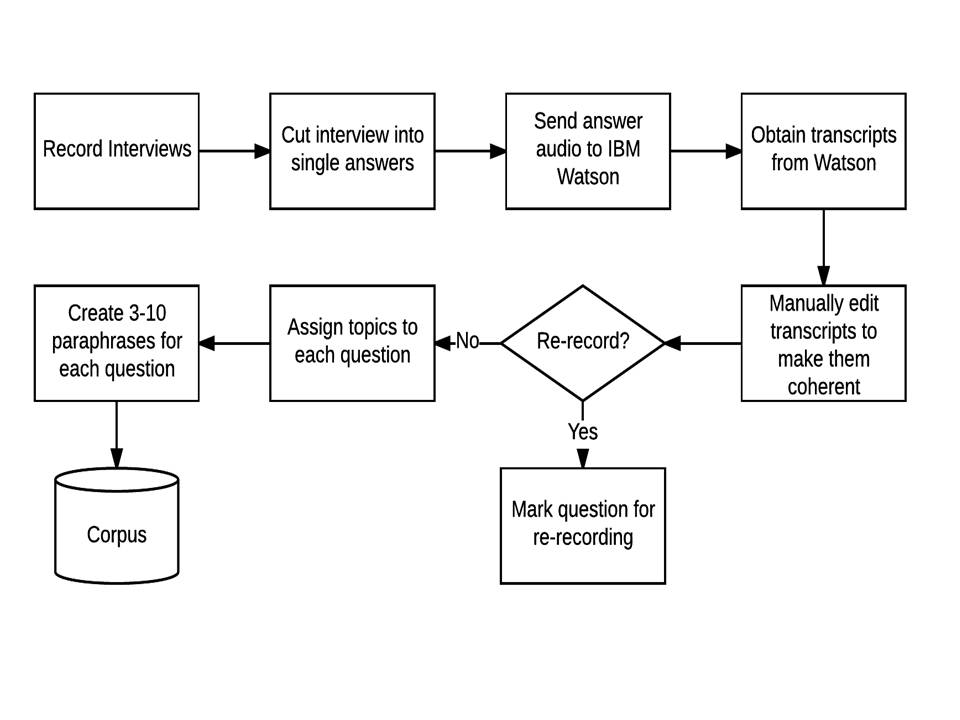 Record Interviews
Cut interview into
single answers
Send answer
audio to IBM
Watson
Obtain transcripts
from Watson
Manually edit
transcripts to
make them
coherent
Re-record?
No
Assign topics to
each question
Create 3-10
paraphrases for
each question
Corpus
Yes
Mark question for
re-recording